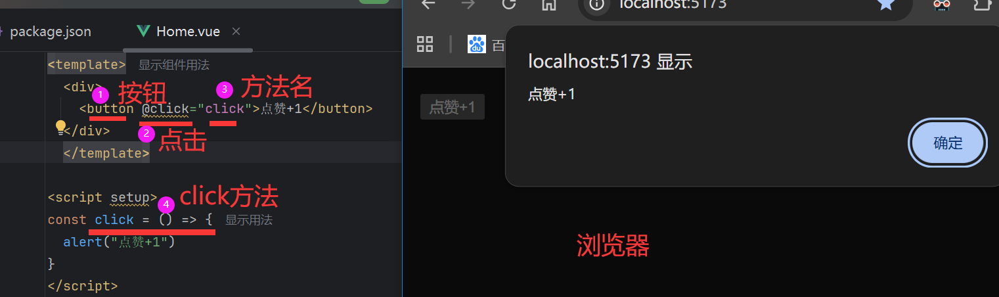 package.json
Home.vue
<template> 显示组件用法
<div>
1 按钮 3 方法名
<button @click="click">点赞+1</button>
</div> 2 点击
</template>
<script setup>
4 click方法
const click = () => { 显示用法
alert("点赞+1")
}
</script>
localhost:5173
du 百
点赞+1
localhost:5173 显示
点赞+1
确定
浏览器